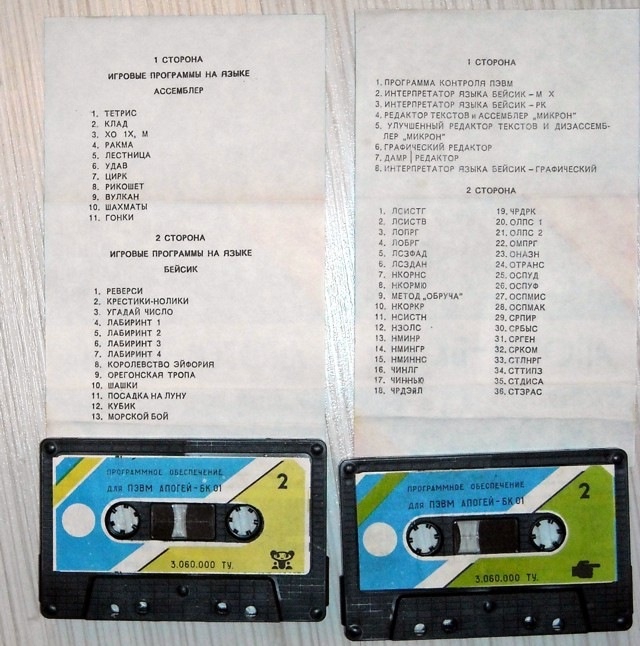 1 СТОРОНА
ИГРОВЫЕ ПРОГРАММЫ НА ЯЗЫКЕ
АССЕМБЛЕР
1. ТЕТРИС
2. КЛАД
3. ХО 1Х, М
4. РАКМА
5. ЛЕСТНИЦА
6. УДАВ
7. ЦИРК
8. РИКОШЕТ
9. ВУЛКАН
10. ШАХМАТЫ
11. ГОНКИ
2 СТОРОНА
ИГРОВЫЕ ПРОГРАММЫ НА ЯЗЫКЕ
БЕЙСИК
1. РЕВЕРСИ
2. КРЕСТИКИ-НОЛИКИ
3. УГАДАЙ ЧИСЛО
4. ЛАБИРИНТ 1
5. ЛАБИРИНТ 2
6. ЛАБИРИНТ 3
7. ЛАБИРИНТ 4
8. КОРОЛЕВСТВО ЭЙФОРИЯ
9. ОРЕГОНСКАЯ ТРОПА
10. ШАШКИ
11. ПОСАДКА НА ЛУНУ
12. КУБИК
13. МОРСКОЙ БОЙ
1 СТОРОНА
1. ПРОГРАММА КОНТРОЛЯ ПЭВМ
2. ИНТЕРПРЕТАТОР ЯЗЫКА БЕЙСИК – М Х
3. ИНТЕРПРЕТАТОР ЯЗЫКА БЕЙСИК – РК
4. РЕДАКТОР ТЕКСТОВ и АССЕМБЛЕР „МИКРОН"
5. УЛУЧШЕННЫЙ РЕДАКТОР ТЕКСТОВ И ДИЗАССЕМБ-
ЛЕР „МИКРОН"
6. ГРАФИЧЕСКИЙ РЕДАКТОР
7. ДАМР РЕДАКТОР
8. ИНТЕРПРЕТАТОР ЯЗЫКА БЕЙСИК – ГРАФИЧЕСКИЙ
2 СТОРОНА
1. ЛСИСТГ
2. ЛСИСТВ
3. ЛОПРГ
4. ЛОБРГ
5. ЛСЗФАД
6. ЛСЗДАН
7. НКОРНС
8. НКОРМЮ
9. МЕТОД „ОБРУЧА"
10. НКОРКР
11. НСИСТН
12. НЗОЛС
13. НМИНР
14. НМИНГР
15. НМИННС
16. ЧИНЛГ
17. ЧИННЬЮ
18. ЧРДЭЙЛ
19. ЧРДРК
20. ОЛПС 1
21. ОЛПС 2
22. ОМПРГ
23. ОНАЗН
24. ОТРАНС
25. ОСПУД
26. ОСПУФ
27. ОСПМИС
28. ОСПМАК
29. СРПИР
30. СРБЫС
31. СРГЕН
32. СРКОМ
33. СТЛНРГ
34. СТТИПЗ
35. СТДИСА
36. СТЗРАС
ПРОГРАММНОЕ ОБЕСПЕЧЕНИЕ
ДЛЯ ПЭВМ АПОГЕЙ-БК 01
2
3.060.000 ТУ.
ПРОГРАММНОЕ ОБЕСПЕЧЕНИЕ
ДЛЯ ПЭВМ АПОГЕЙ-БК 01
2
3.060.000 ТУ.